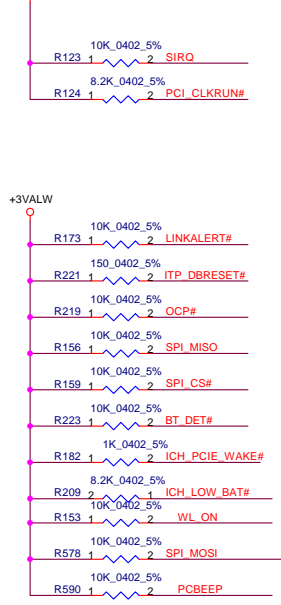 10K_0402_5%
R123 1 2 SIRQ
8.2K_0402_5%
R124 1 2 PCI_CLKRUN#
+3VALW
10K_0402_5%
R173 1 2 LINKALERT#
150_0402_5%
R221 1 2 ITP_DBRESET#
10K_0402_5%
R219 1 2 OCP#
10K_0402_5%
R156 1 2 SPI_MISO
10K_0402_5%
R159 1 2 SPI_CS#
10K_0402_5%
R223 1 2 BT_DET#
1K_0402_5%
R182 1 2 ICH_PCIE_WAKE#
8.2K_0402_5%
R209 2 1 ICH_LOW_BAT#
10K_0402_5%
R153 1 2 WL_ON
10K_0402_5%
R578 1 2 SPI_MOSI
10K_0402_5%
R590 1 2 PCBEEP